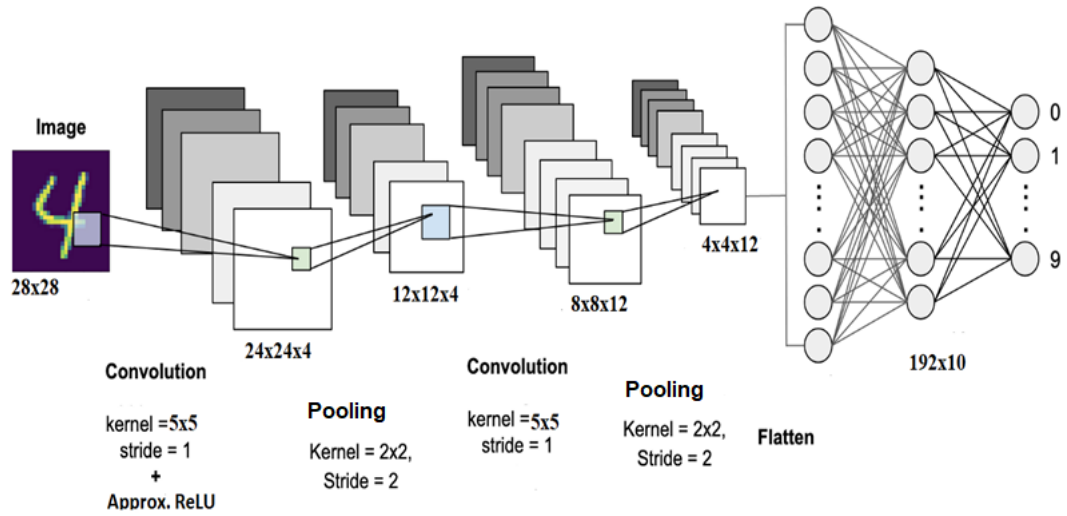 Image
28x28
24x24x4
12x12x4
8x8x12
4x4x12
0
1
9
192x10
Convolution
kernel =5x5
stride = 1
+
Approx. ReLU
Pooling
Kernel = 2x2,
Stride = 2
Convolution
kernel =5x5
stride = 1
Pooling
Kernel = 2x2,
Stride = 2
Flatten